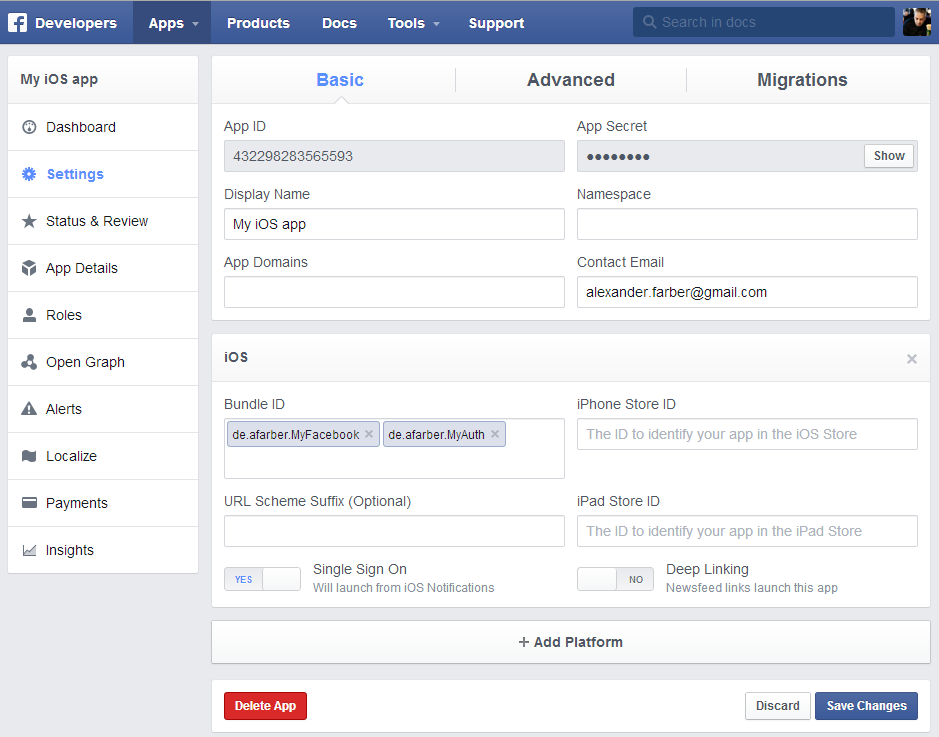 Developers Apps Products Docs Tools Support Search in docs
My iOS app
Dashboard
Settings
Status & Review
App Details
Roles
Open Graph
Alerts
Localize
Payments
Insights
Basic Advanced Migrations
App ID App Secret
432298283565593 •••••••• Show
Display Name Namespace
My iOS app
App Domains Contact Email
alexander.farber@gmail.com
iOS
Bundle ID iPhone Store ID
de.afarber.MyFacebook de.afarber.MyAuth The ID to identify your app in the iOS Store
URL Scheme Suffix (Optional) iPad Store ID
The ID to identify your app in the iPad Store
YES Single Sign On NO Deep Linking
Will launch from iOS Notifications Newsfeed links launch this app
+ Add Platform
Delete App Discard Save Changes